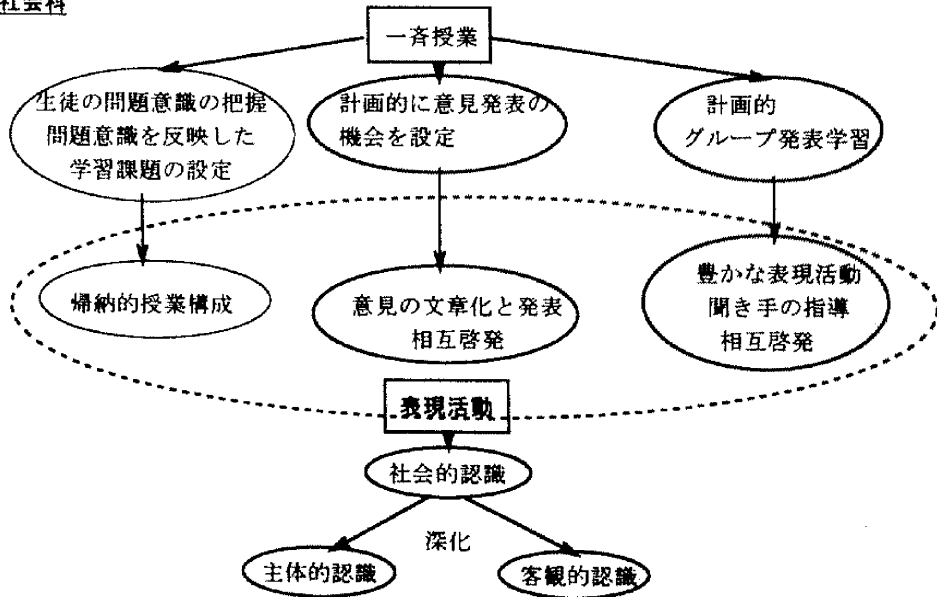 社会科
一斉授業
生徒の問題意識の把握
問題意識を反映した
学習課題の設定
計画的に意見発表の
機会を設定
計画的
グループ発表学習
帰納的授業構成
意見の文章化と発表
相互啓発
豊かな表現活動
聞き手の指導
相互啓発
表現活動
社会的認識
深化
主体的認識
客観的認識